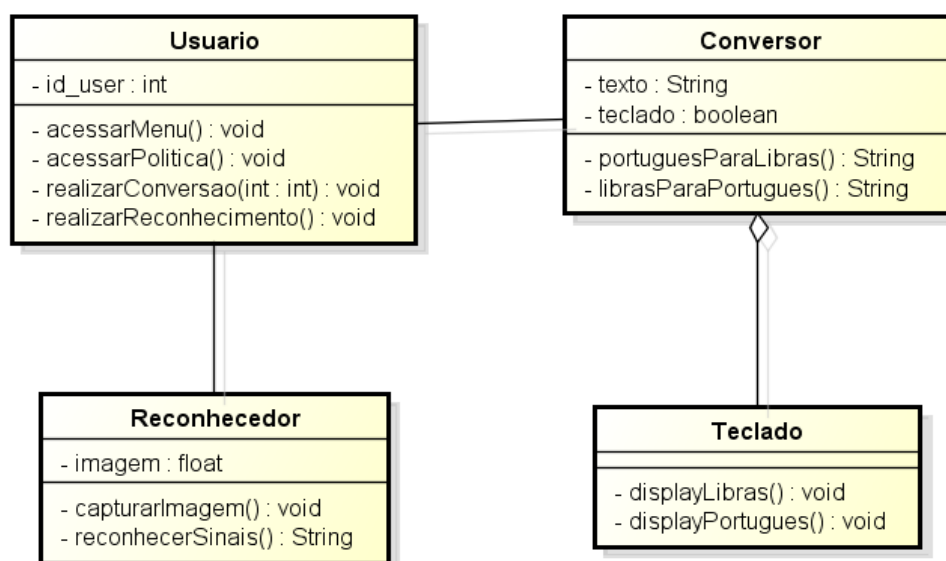 Usuario
- id_user : int
- acessarMenu() : void
- acessarPolitica() : void
- realizarConversao(int : int) : void
- realizarReconhecimento() : void
Conversor
- texto : String
- teclado : boolean
- portuguesParaLibras() : String
- librasParaPortugues() : String
Reconhecedor
- imagem : float
- capturarImagem() : void
- reconhecerSinais() : String
Teclado
- displayLibras() : void
- displayPortugues() : void